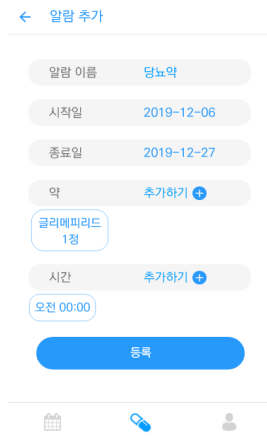 알람 추가
알람 이름 당뇨약
시작일 2019-12-06
종료일 2019-12-27
약 추가하기
글리메피리드
1정
시간 추가하기
오전 00:00
등록